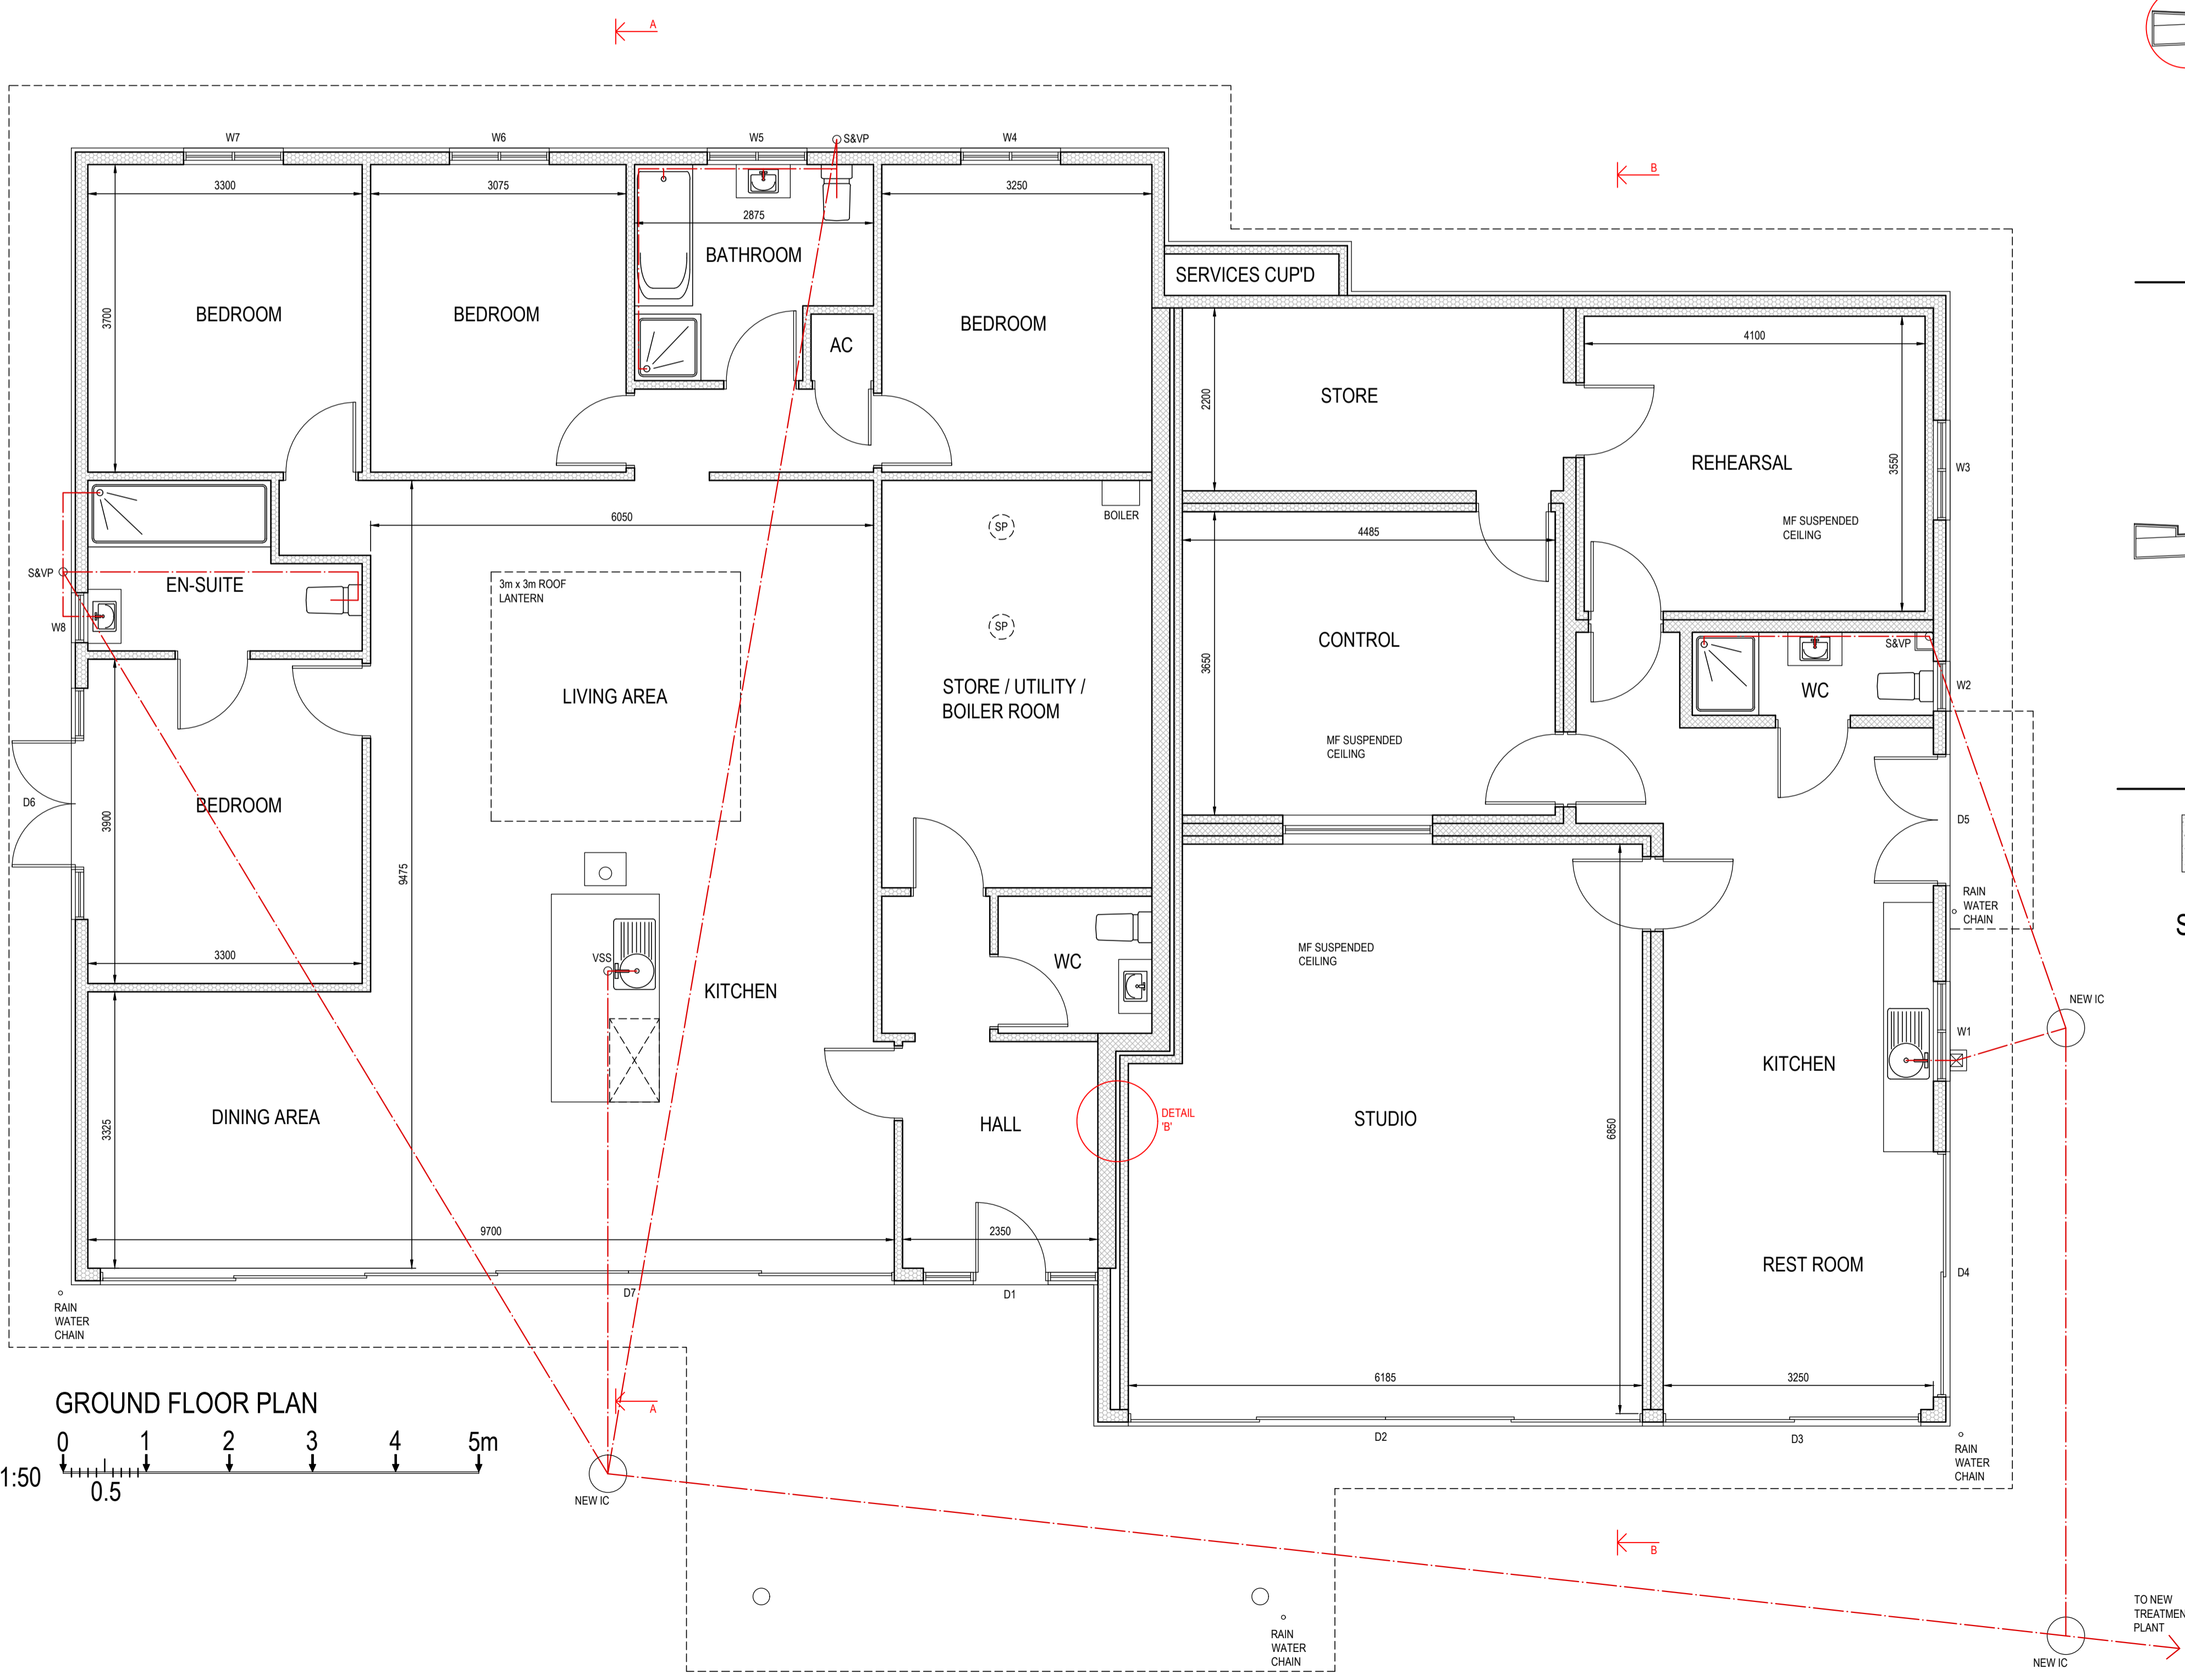 A
W7
W6
W5
S&VP
W4
B
3300
3075
2875
3250
BATHROOM
SERVICES CUP'D
3700
BEDROOM
BEDROOM
BEDROOM
AC
4100
2200
STORE
REHEARSAL
3550
W3
6050
SP
BOILER
MF SUSPENDED
CEILING
4485
S&VP
EN-SUITE
3m x 3m ROOF
LANTERN
W8
SP
CONTROL
3650
S&VP
WC
W2
LIVING AREA
STORE / UTILITY /
BOILER ROOM
MF SUSPENDED
CEILING
D6
BEDROOM
3900
9475
D5
RAIN
WATER
CHAIN
3300
VSS
KITCHEN
WC
MF SUSPENDED
CEILING
S
NEW IC
W1
KITCHEN
DINING AREA
3325
HALL
DETAIL
'B'
STUDIO
6850
9700
2350
REST ROOM
D4
D7
D1
RAIN
WATER
CHAIN
6185
3250
GROUND FLOOR PLAN
A
D2
D3
0 1 2 3 4 5m
1:50
0.5
RAIN
WATER
CHAIN
NEW IC
B
RAIN
WATER
CHAIN
TO NEW
TREATMEN
PLANT
NEW IC